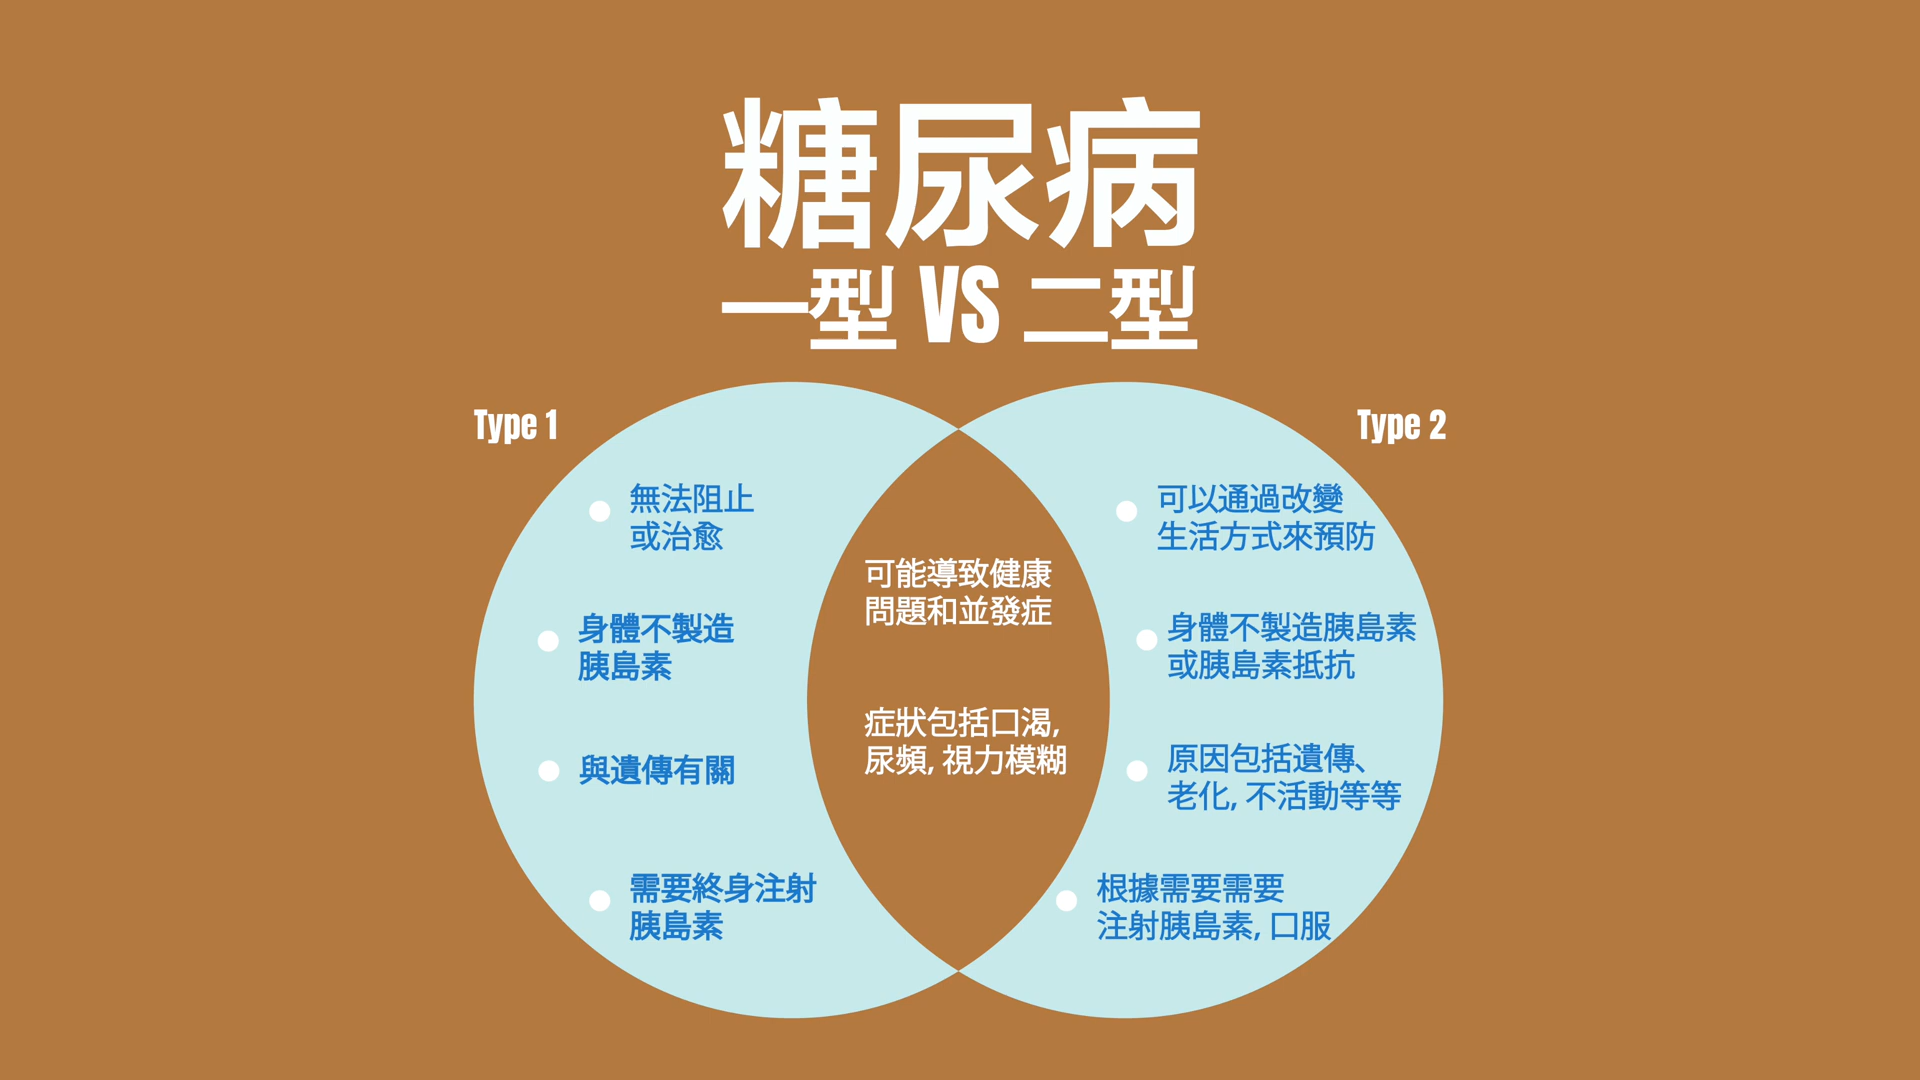 糖尿病
一型 VS 二型
Type 1
Type 2
無法阻止
或治愈
身體不製造
胰島素
與遺傳有關
需要終身注射
胰島素
可能導致健康
問題和並發症
症狀包括口渴,
尿頻, 視力模糊
可以通過改變
生活方式來預防
身體不製造胰島素
或胰島素抵抗
原因包括遺傳、
老化, 不活動等等
根據需要需要
注射胰島素, 口服